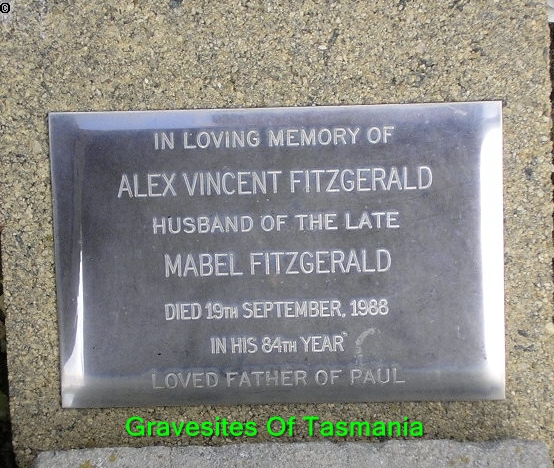 ©
IN LOVING MEMORY OF
ALEX VINCENT FITZGERALD
HUSBAND OF THE LATE
MABEL FITZGERALD
DIED 19TH SEPTEMBER, 1988
IN HIS 84TH YEAR
LOVED FATHER OF PAUL
Gravesites Of Tasmania